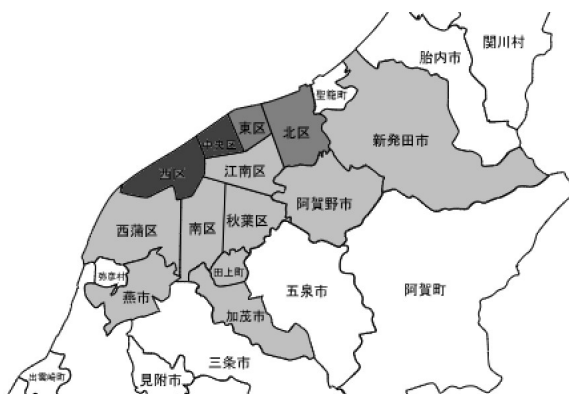 関川村
胎内市
聖籠町
新発田市
東区
北区
中央区
西区
江南区
阿賀野市
西蒲区
南区
秋葉区
弥彦村
田上町
燕市
五泉市
阿賀町
加茂市
三条市
出雲崎町
見附市